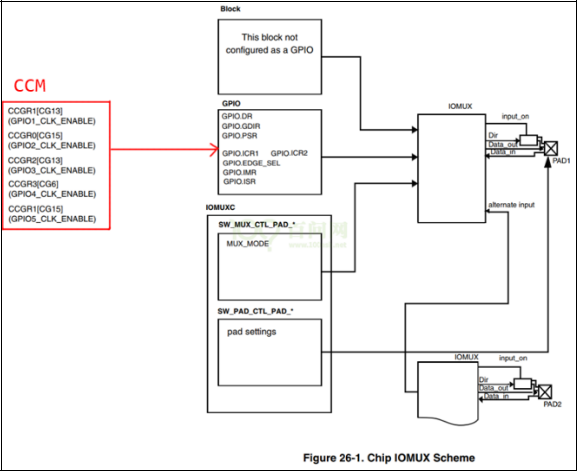 Block
This block not
configured as a GPIO
CCM
CCGR1[CG13]
(GPIO1_CLK_ENABLE)
CCGR0[CG15]
(GPIO2_CLK_ENABLE)
CCGR2[CG13]
(GPIO3_CLK_ENABLE)
CCGR3[CG6]
(GPIO4_CLK_ENABLE)
CCGR1[CG15]
(GPIO5_CLK_ENABLE)
GPIO
GPIO.DR
GPIO.GDIR
GPIO.PSR
GPIO.ICR1 GPIO.ICR2
GPIO.EDGE_SEL
GPIO.IMR
GPIO.ISR
IOMUX
input_on
Dir
Data_out
Data_in
PAD1
alternate input
IOMUXC
SW_MUX_CTL_PAD_*
MUX_MODE
SW_PAD_CTL_PAD_*
pad settings
IOMUX
input_on
Dir
Data_out
Data_in
PAD2
Figure 26-1. Chip IOMUX Scheme